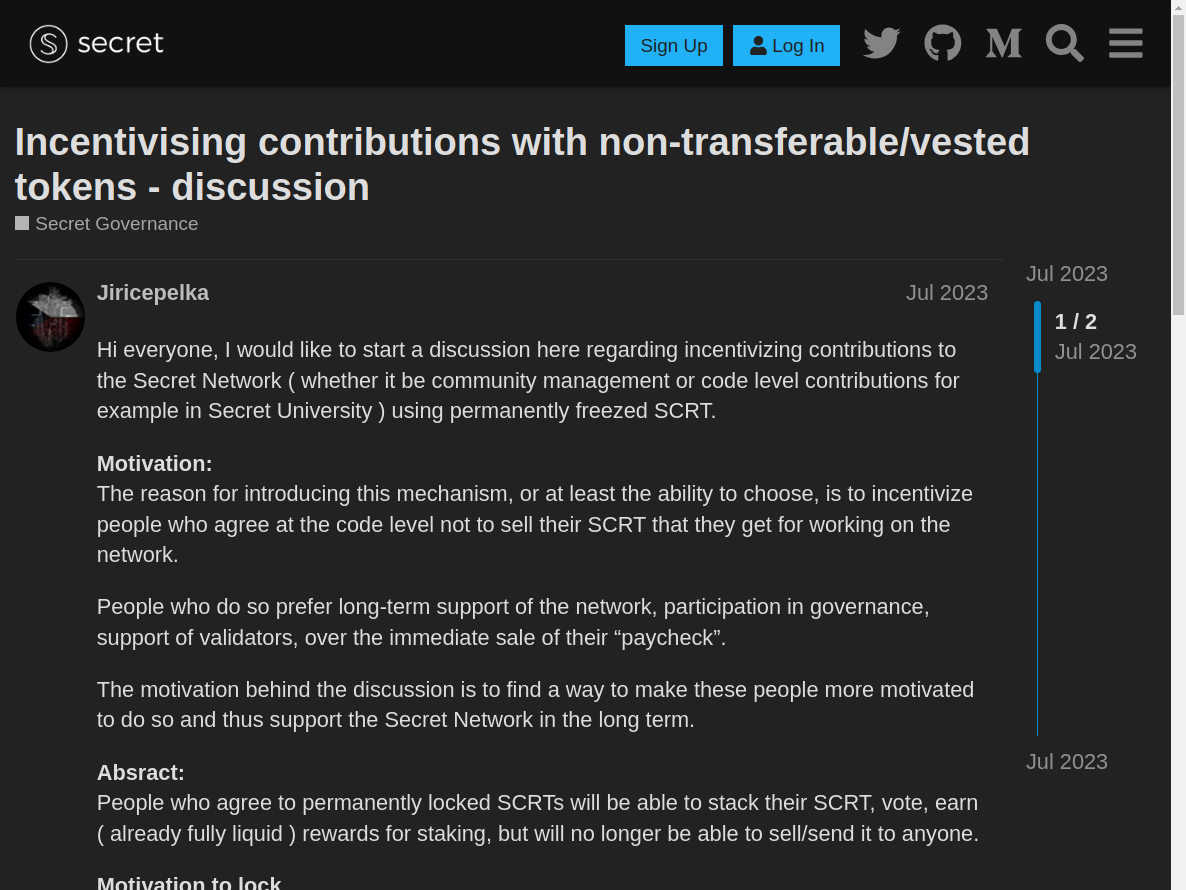 secret
Sign Up
Log In
Incentivising contributions with non-transferable/vested
tokens - discussion
Secret Governance
Jiricepelka
Jul 2023
Hi everyone, I would like to start a discussion here regarding incentivizing contributions to
the Secret Network ( whether it be community management or code level contributions for
example in Secret University ) using permanently freezed SCRT.
Motivation:
The reason for introducing this mechanism, or at least the ability to choose, is to incentivize
people who agree at the code level not to sell their SCRT that they get for working on the
network.
People who do so prefer long-term support of the network, participation in governance,
support of validators, over the immediate sale of their “paycheck”.
The motivation behind the discussion is to find a way to make these people more motivated
to do so and thus support the Secret Network in the long term.
Absract:
People who agree to permanently locked SCRTs will be able to stack their SCRT, vote, earn
( already fully liquid ) rewards for staking, but will no longer be able to sell/send it to anyone.
Motivation to lock
Jul 2023
1 / 2
Jul 2023
Jul 2023